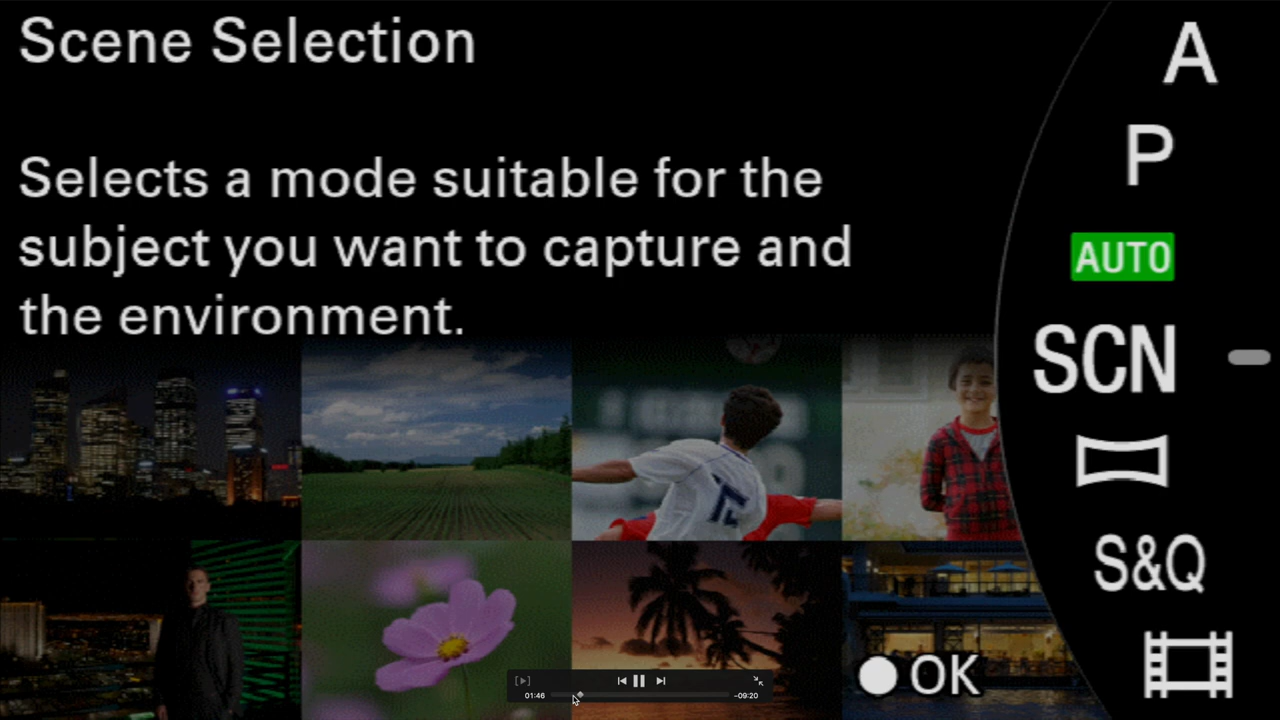 Scene Selection
Selects a mode suitable for the
subject you want to capture and
the environment.
A
P
AUTO
SCN
S&Q
OK
01:46
-09:20